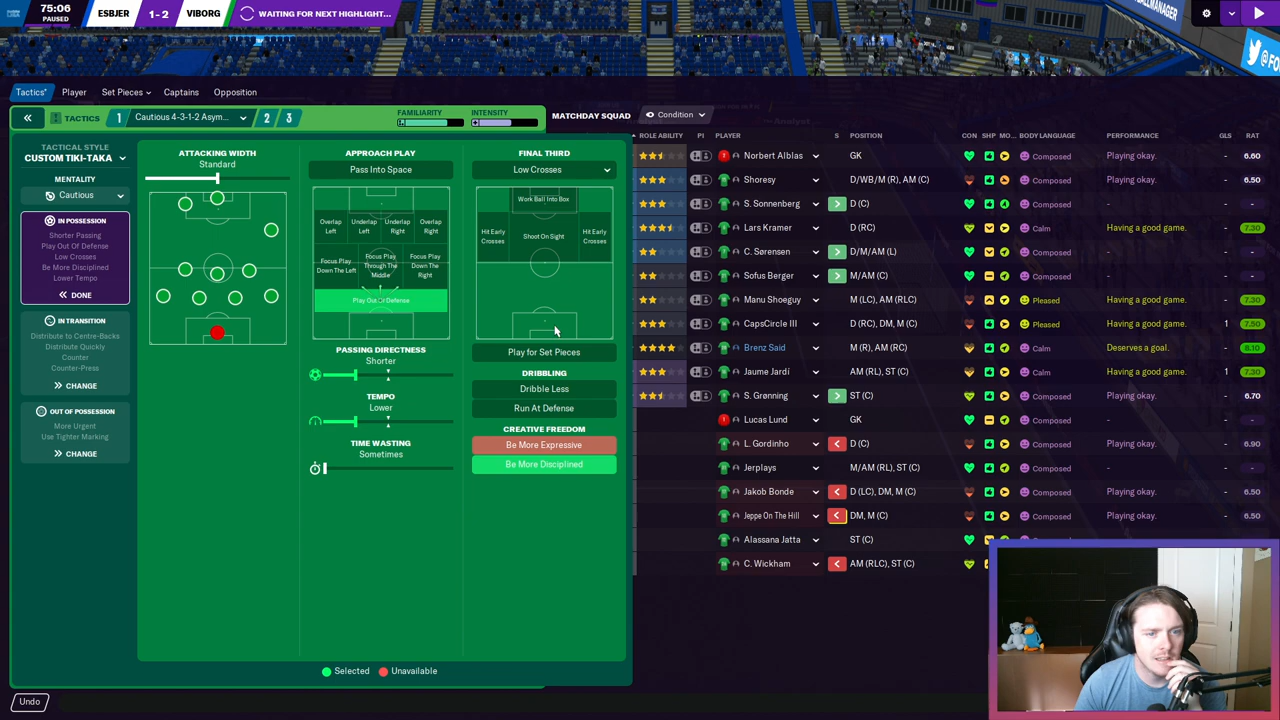 75:06
PAUSED
ESBJER
1 - 2
VIBORG
WAITING FOR NEXT HIGHLIGHT...
Tactics*
Player
Set Pieces
Captains
Opposition
TACTICS
1
Cautious 4-3-1-2 Asym...
2
3
FAMILIARITY
INTENSITY
MATCHDAY SQUAD
Condition
TACTICAL STYLE
CUSTOM TIKI-TAKA
MENTALITY
Cautious
IN POSSESSION
Shorter Passing
Play Out Of Defense
Low Crosses
Be More Disciplined
Lower Tempo
DONE
IN TRANSITION
Distribute to Centre-Backs
Distribute Quickly
Counter
Counter-Press
CHANGE
OUT OF POSSESSION
More Urgent
Use Tighter Marking
CHANGE
ATTACKING WIDTH
Standard
APPROACH PLAY
Pass Into Space
Overlap Left
Underlap Left
Underlap Right
Overlap Right
Focus Play Down The Left
Focus Play Through The Middle
Focus Play Down The Right
Play Out Of Defense
PASSING DIRECTNESS
Shorter
TEMPO
Lower
TIME WASTING
Sometimes
FINAL THIRD
Low Crosses
Work Ball Into Box
Hit Early Crosses
Shoot On Sight
Hit Early Crosses
Play for Set Pieces
DRIBBLING
Dribble Less
Run At Defense
CREATIVE FREEDOM
Be More Expressive
Be More Disciplined
Selected
Unavailable
Undo
ROLE ABILITY PI PLAYER S POSITION CON SHP MO... BODY LANGUAGE PERFORMANCE GLS RAT
Norbert Alblas GK Composed Playing okay. - 6.60
Shoresy D/WB/M (R), AM (C) Composed Playing okay. - 6.50
S. Sonnenberg D (C) Composed - - -
Lars Kramer D (RC) Calm Having a good game. - 7.30
C. Sørensen D/M/AM (L) Composed - - -
Sofus Berger M/AM (C) Composed - - -
Manu Shoeguy M (LC), AM (RLC) Pleased Having a good game. - 7.30
CapsCircle III D (RC), DM, M (C) Pleased Having a good game. 1 7.50
Brenz Said M (R), AM (RC) Calm Deserves a goal. - 8.10
Jaume Jardí AM (RL), ST (C) Calm Having a good game. 1 7.30
S. Grønning ST (C) Composed Playing okay. - 6.70
Lucas Lund GK Composed - - -
L. Gordinho D (C) Composed Playing okay. - 6.90
Jerplays M/AM (RL), ST (C) Composed - - -
Jakob Bonde D (LC), DM, M (C) Composed Playing okay. - 6.50
Jeppe On The Hill DM, M (C) Composed Playing okay. - 6.50
Alassana Jatta ST (C) Composed - - -
C. Wickham AM (RLC), ST (C)